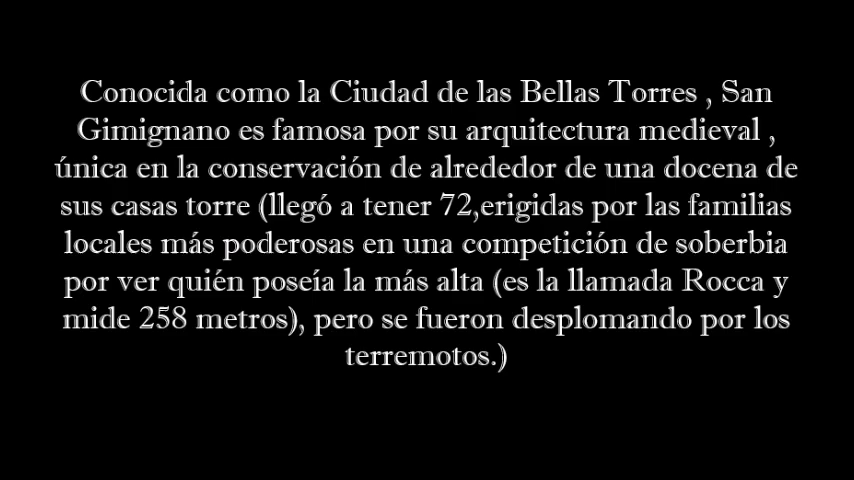 Conocida como la Ciudad de las Bellas Torres , San
Gimignano es famosa por su arquitectura medieval ,
única en la conservación de alrededor de una docena de
sus casas torre (llegó a tener 72,erigidas por las familias
locales más poderosas en una competición de soberbia
por ver quién poseía la más alta (es la llamada Rocca y
mide 258 metros), pero se fueron desplomando por los
terremotos.)